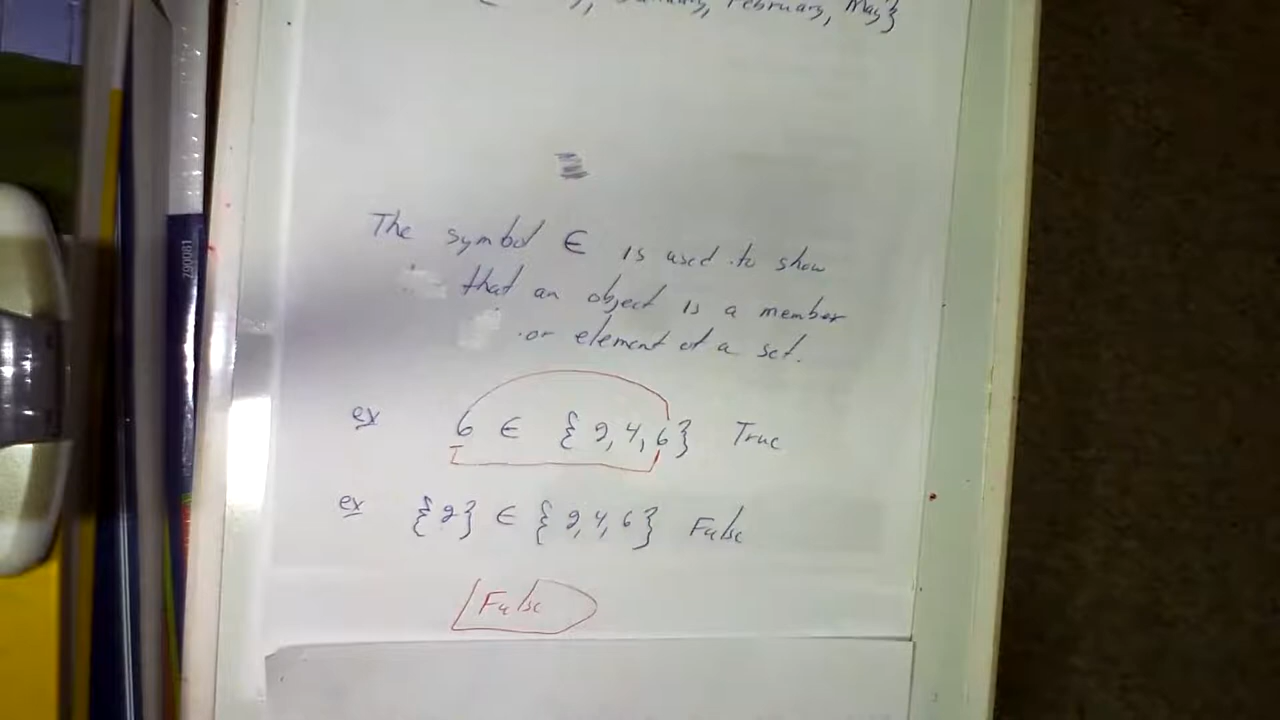 February, May}
The symbol ∈ is used to show
that an object is a member
or element of a set.
ex 6 ∈ {2,4,6} True
ex {2} ∈ {2,4,6} False
False